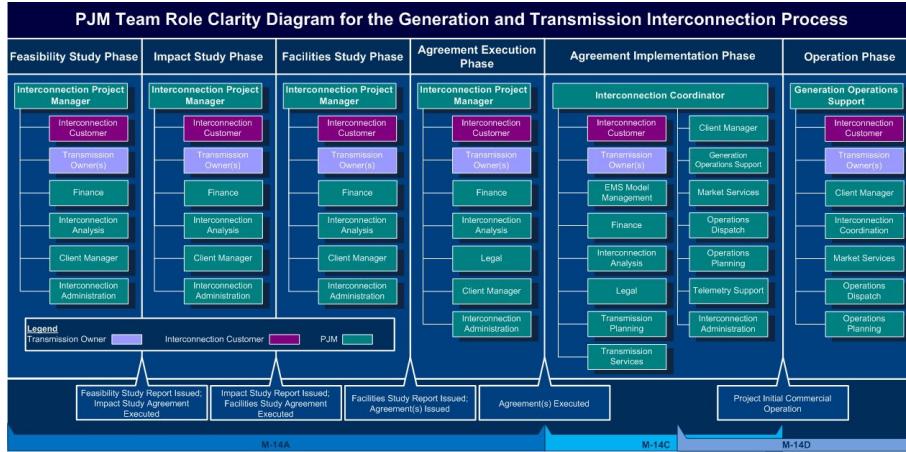 PJM Team Role Clarity Diagram for the Generation and Transmission Interconnection Process
Feasibility Study Phase
Impact Study Phase
Facilities Study Phase
Agreement Execution
Phase
Agreement Implementation Phase
Operation Phase
Interconnection Project
Manager
Interconnection
Customer
Transmission
Owner(s)
Finance
Interconnection
Analysis
Client Manager
Interconnection
Administration
Interconnection Project
Manager
Interconnection
Customer
Transmission
Owner(s)
Finance
Interconnection
Analysis
Client Manager
Interconnection
Administration
Interconnection Project
Manager
Interconnection
Customer
Transmission
Owner(s)
Finance
Interconnection
Analysis
Client Manager
Interconnection
Administration
Interconnection Project
Manager
Interconnection
Customer
Transmission
Owner(s)
Finance
Interconnection
Analysis
Legal
Client Manager
Interconnection
Administration
Interconnection Coordinator
Interconnection
Customer
Transmission
Owner(s)
EMS Model
Management
Finance
Interconnection
Analysis
Legal
Transmission
Planning
Transmission
Services
Client Manager
Generation
Operations Support
Market Services
Operations
Dispatch
Operations
Planning
Telemetry Support
Interconnection
Administration
Generation Operations
Support
Interconnection
Customer
Transmission
Owner(s)
Client Manager
Interconnection
Coordination
Market Services
Operations
Dispatch
Operations
Planning
Legend
Transmission Owner
Interconnection Customer
PJM
Feasibility Study Report Issued;
Impact Study Agreement
Executed
Impact Study Report Issued;
Facilities Study Agreement
Executed
Facilities Study Report Issued;
Agreement(s) Issued
Agreement(s) Executed
Project Initial Commercial
Operation
M-14A
M-14C
M-14D